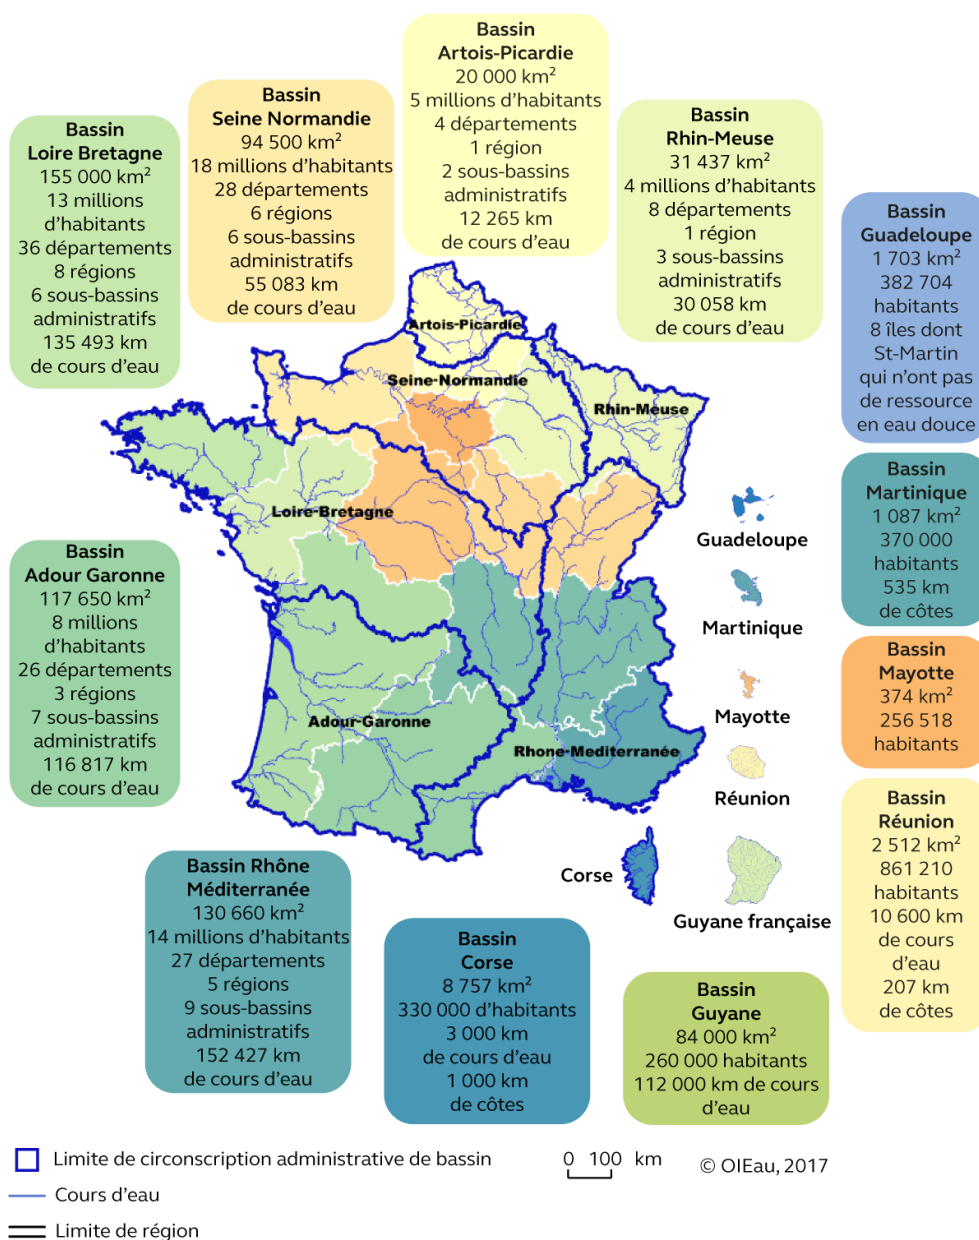 Bassin
Artois-Picardie
20 000 km²
5 millions d'habitants
4 départements
1 région
2 sous-bassins
administratifs
12 265 km
de cours d'eau
Bassin
Seine Normandie
94 500 km²
18 millions d'habitants
28 départements
6 régions
6 sous-bassins
administratifs
55 083 km
de cours d'eau
Bassin
Rhin-Meuse
31 437 km²
4 millions d'habitants
8 départements
1 région
3 sous-bassins
administratifs
30 058 km
de cours d'eau
Bassin
Loire Bretagne
155 000 km²
13 millions
d'habitants
36 départements
8 régions
6 sous-bassins
administratifs
135 493 km
de cours d'eau
Bassin
Guadeloupe
1 703 km²
382 704
habitants
8 îles dont
St-Martin
qui n'ont pas
de ressource
en eau douce
Artois-Picardie
Seine-Normandie
Rhin-Meuse
Loire-Bretagne
Adour-Garonne
Rhone-Mediterranée
Guadeloupe
Martinique
Mayotte
Réunion
Corse
Guyane française
Bassin
Martinique
1 087 km²
370 000
habitants
535 km
de côtes
Bassin
Adour Garonne
117 650 km²
8 millions
d'habitants
26 départements
3 régions
7 sous-bassins
administratifs
116 817 km
de cours d'eau
Bassin
Mayotte
374 km²
256 518
habitants
Bassin
Réunion
2 512 km²
861 210
habitants
10 600 km
de cours
d'eau
207 km
de côtes
Bassin Rhône
Méditerranée
130 660 km²
14 millions d'habitants
27 départements
5 régions
9 sous-bassins
administratifs
152 427 km
de cours d'eau
Bassin
Corse
8 757 km²
330 000 d'habitants
3 000 km
de cours d'eau
1 000 km
de côtes
Bassin
Guyane
84 000 km²
260 000 habitants
112 000 km de cours
d'eau
Limite de circonscription administrative de bassin
Cours d'eau
Limite de région
0 100 km
© OIEau, 2017